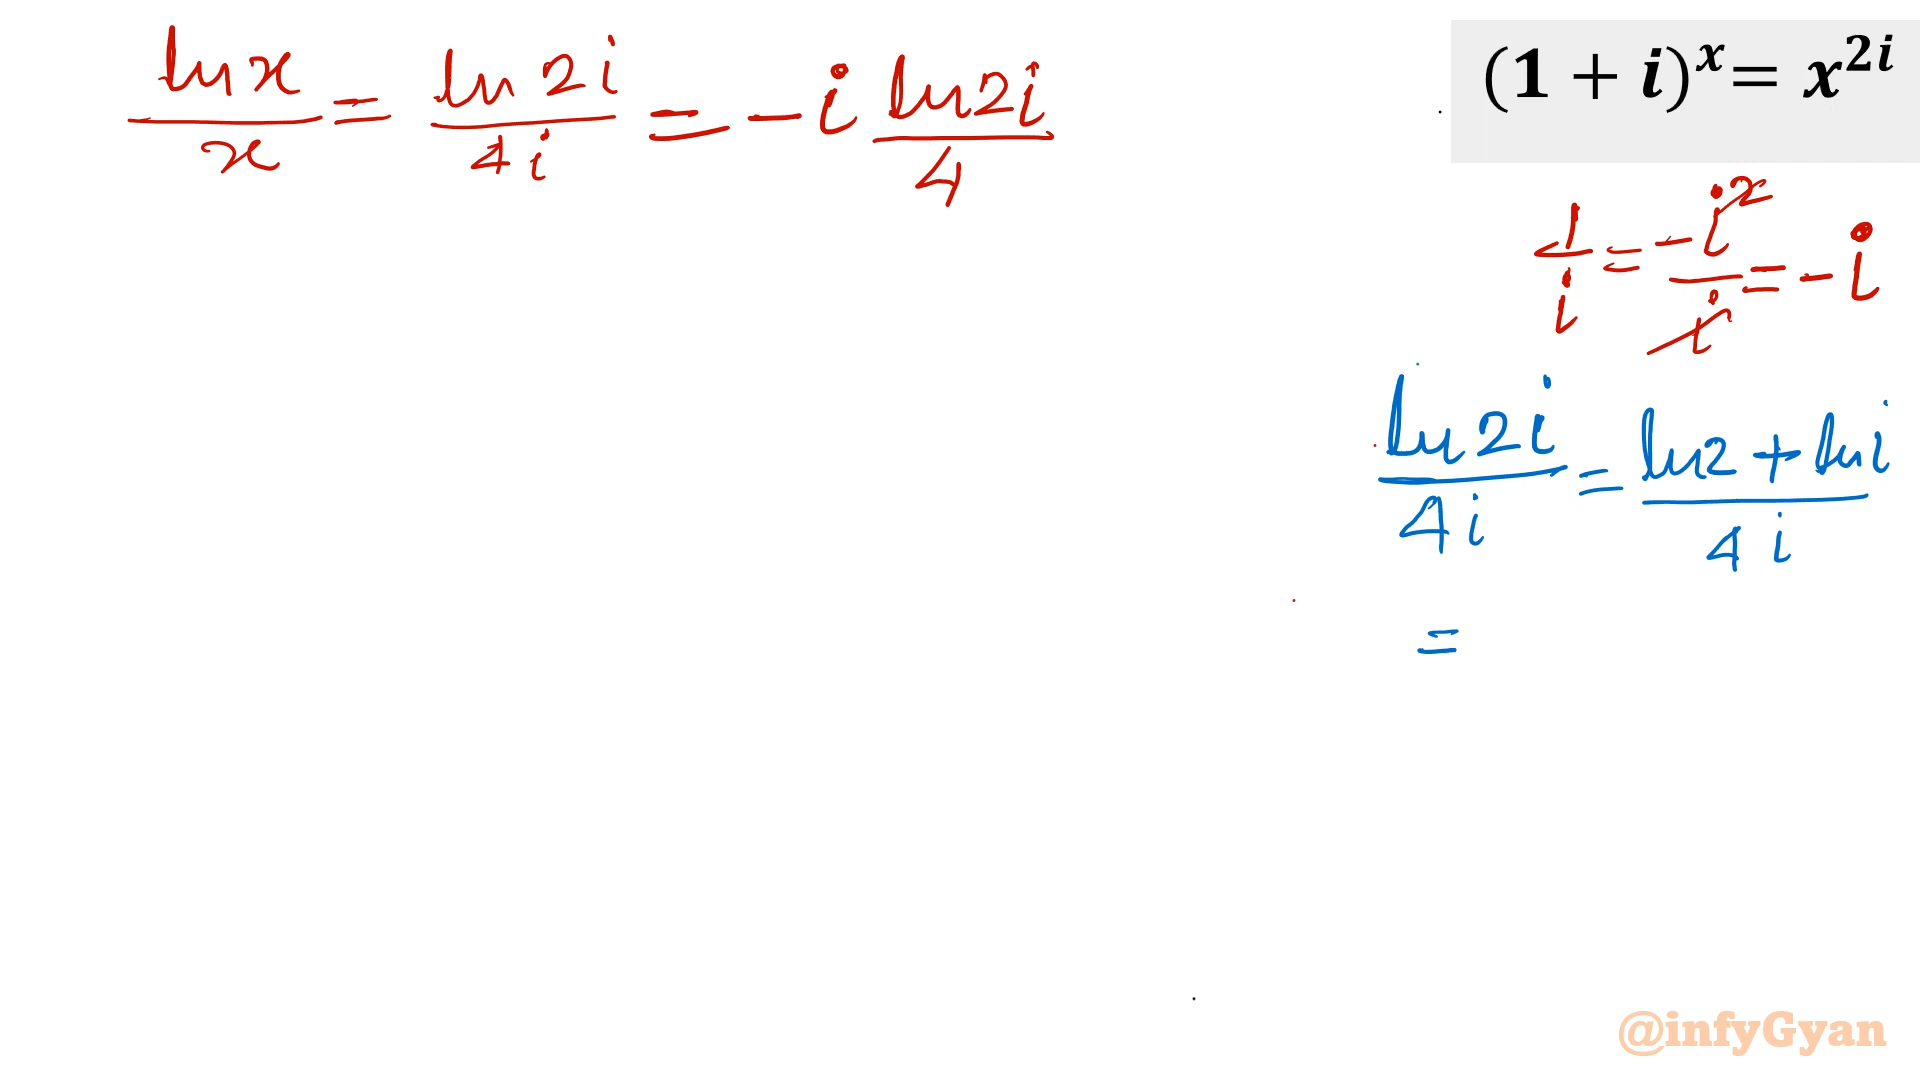 ln x / x = ln 2i / 4i = -i ln 2i / 4
(1 + i)^x = x^{2i}
1/i = -i²/i = -i
ln 2i / 4i = ln 2 + ln i / 4i
=
@infyGyan